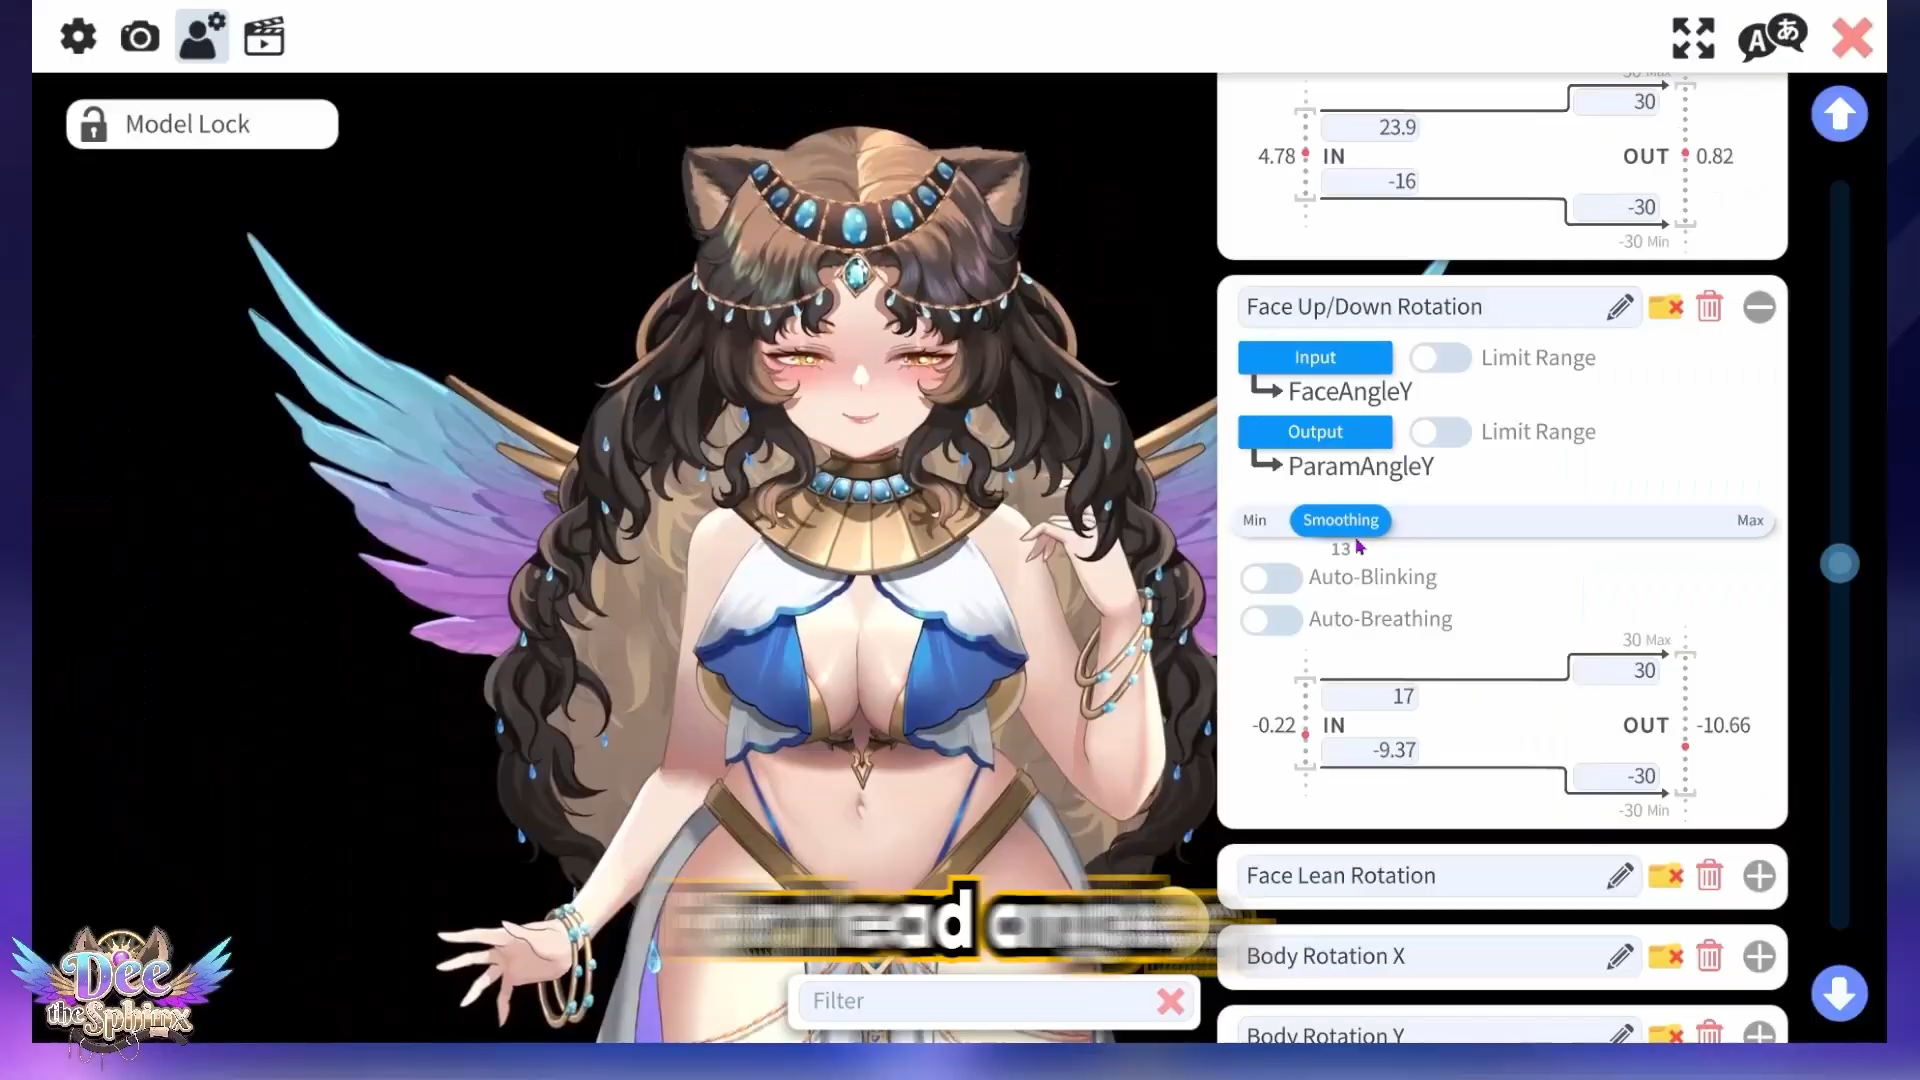 A あ
Model Lock
30 Max
30
23.9
4.78 IN OUT 0.82
-16
-30
-30 Min
Face Up/Down Rotation
Input Limit Range
FaceAngleY
Output Limit Range
ParamAngleY
Min Smoothing Max
13
Auto-Blinking
Auto-Breathing
30 Max
30
17
-0.22 IN OUT -10.66
-9.37
-30
-30 Min
Face Lean Rotation
Body Rotation X
Filter
Body Rotation Y
Dee
the Sphinx